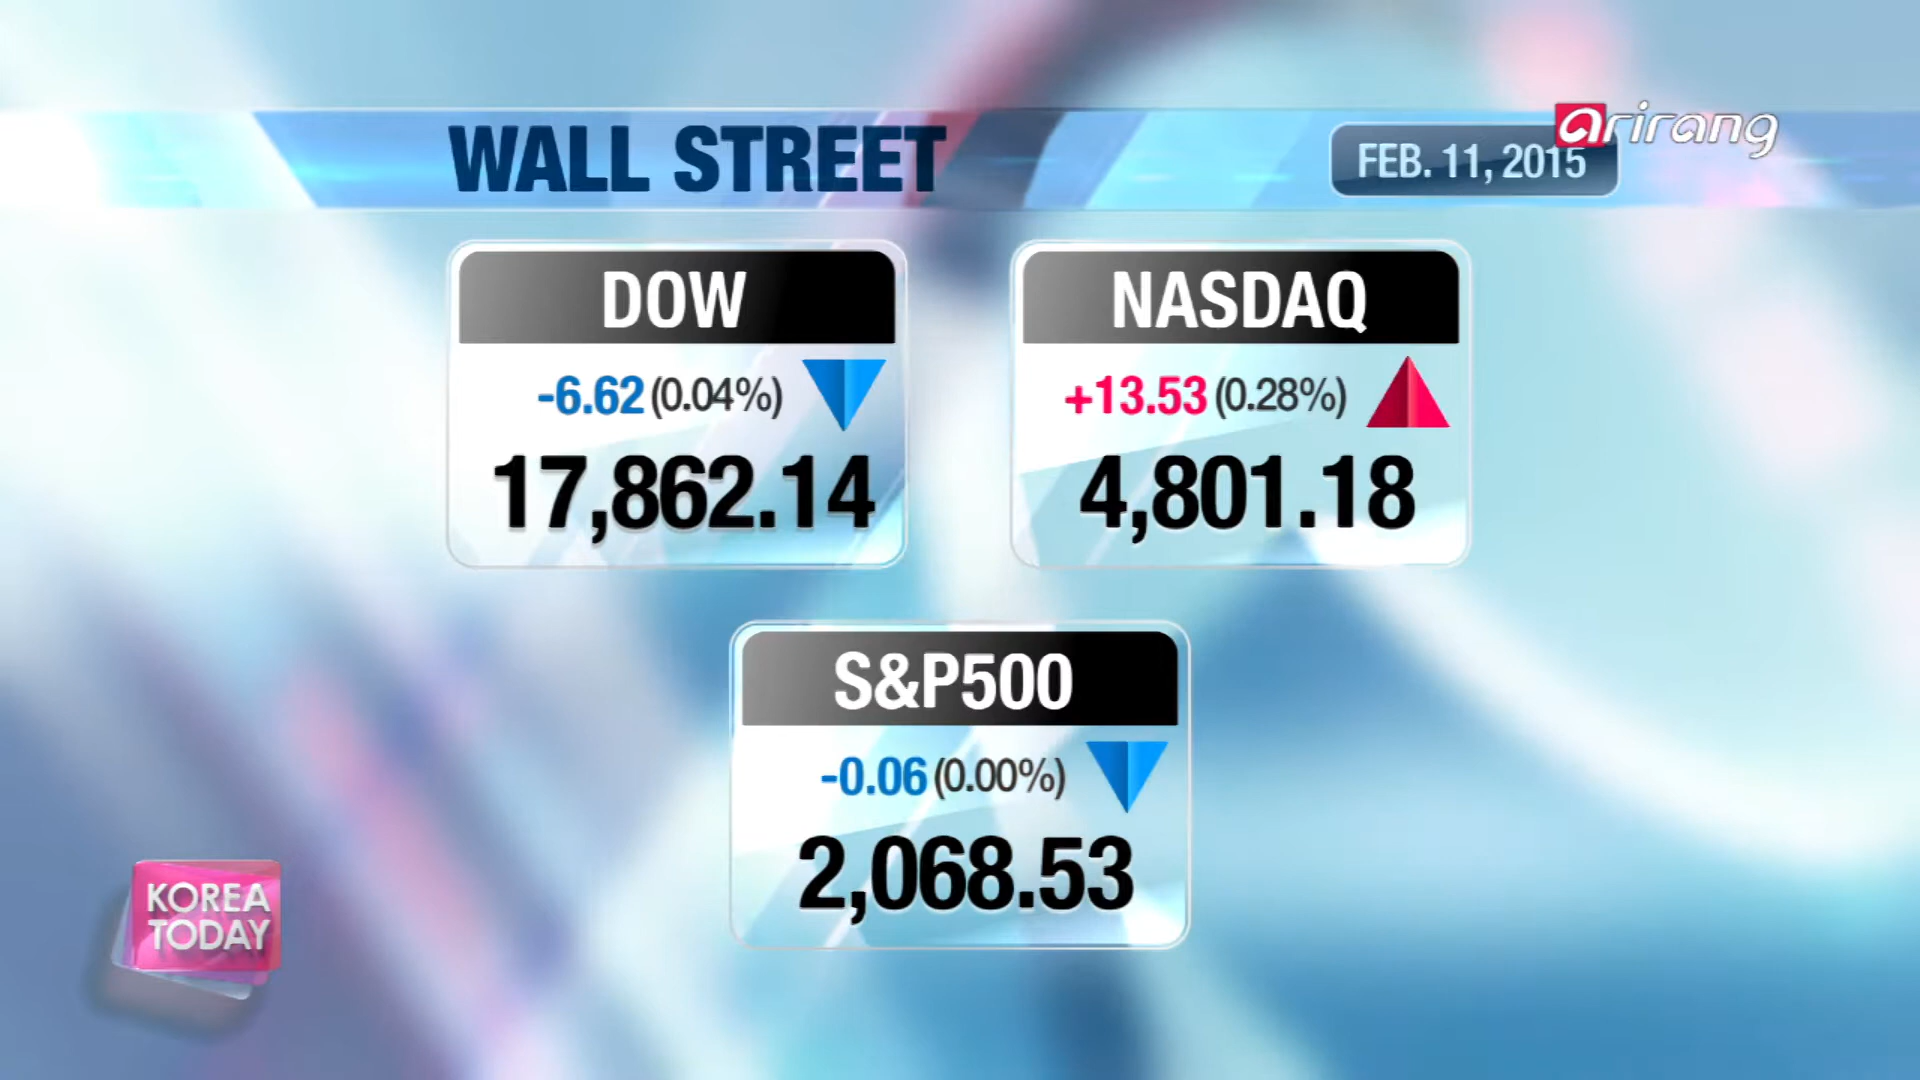 arirang
WALL STREET
FEB. 11, 2015
DOW
-6.62 (0.04%)
17,862.14
NASDAQ
+13.53 (0.28%)
4,801.18
S&P500
-0.06 (0.00%)
2,068.53
KOREA
TODAY